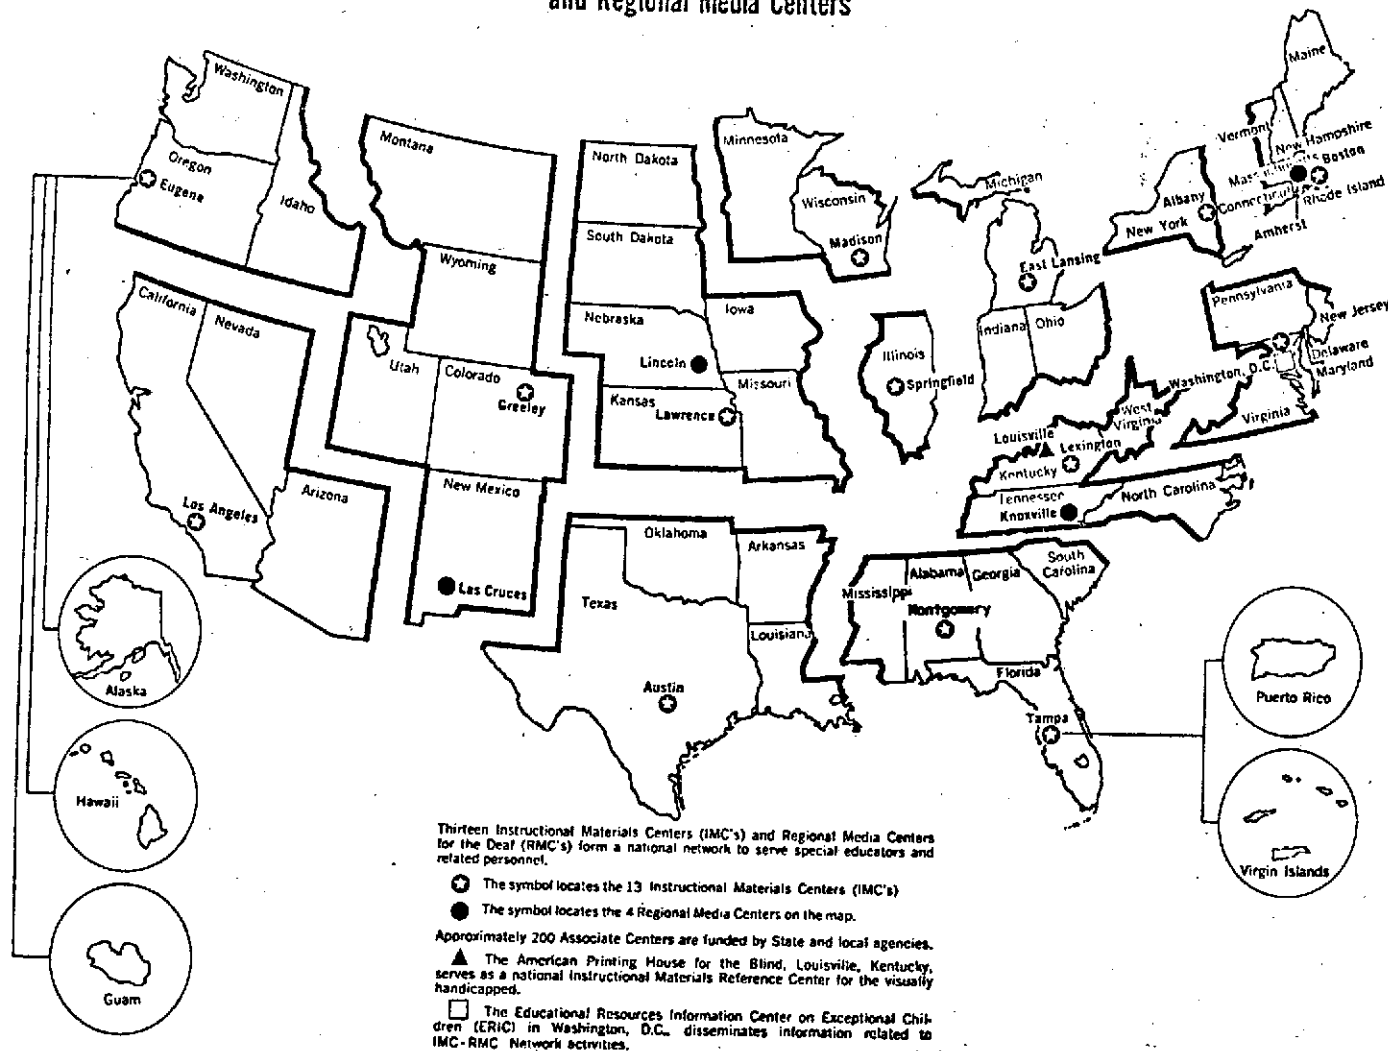 and Regional Media Centers
Washington
Oregon
Eugene
Idaho
Montana
Wyoming
California
Nevada
Utah
Colorado
Greeley
Los Angeles
Arizona
New Mexico
Las Cruces
North Dakota
South Dakota
Nebraska
Lincoln
Kansas
Lawrence
Minnesota
Wisconsin
Madison
Iowa
Missouri
Illinois
Springfield
Michigan
East Lansing
Indiana
Ohio
Oklahoma
Texas
Austin
Arkansas
Louisiana
Mississippi
Alabama
Georgia
South
Carolina
Montgomery
Florida
Tampa
Louisville
Lexington
Kentucky
West
Virginia
Tennessee
Knoxville
North Carolina
Virginia
Washington, D.C.
Pennsylvania
New Jersey
Delaware
Maryland
Albany
New York
Connecticut
Rhode Island
Amherst
Boston
New Hampshire
Vermont
Maine
Alaska
Hawaii
Guam
Puerto Rico
Virgin Islands
Thirteen Instructional Materials Centers (IMC's) and Regional Media Centers
for the Deaf (RMC's) form a national network to serve special educators and
related personnel.
The symbol locates the 13 Instructional Materials Centers (IMC's)
The symbol locates the 4 Regional Media Centers on the map.
Approximately 200 Associate Centers are funded by State and local agencies.
The American Printing House for the Blind, Louisville, Kentucky,
serves as a national Instructional Materials Reference Center for the visually
handicapped.
The Educational Resources Information Center on Exceptional Chil-
dren (ERIC) in Washington, D.C., disseminates information related to
IMC-RMC Network activities.